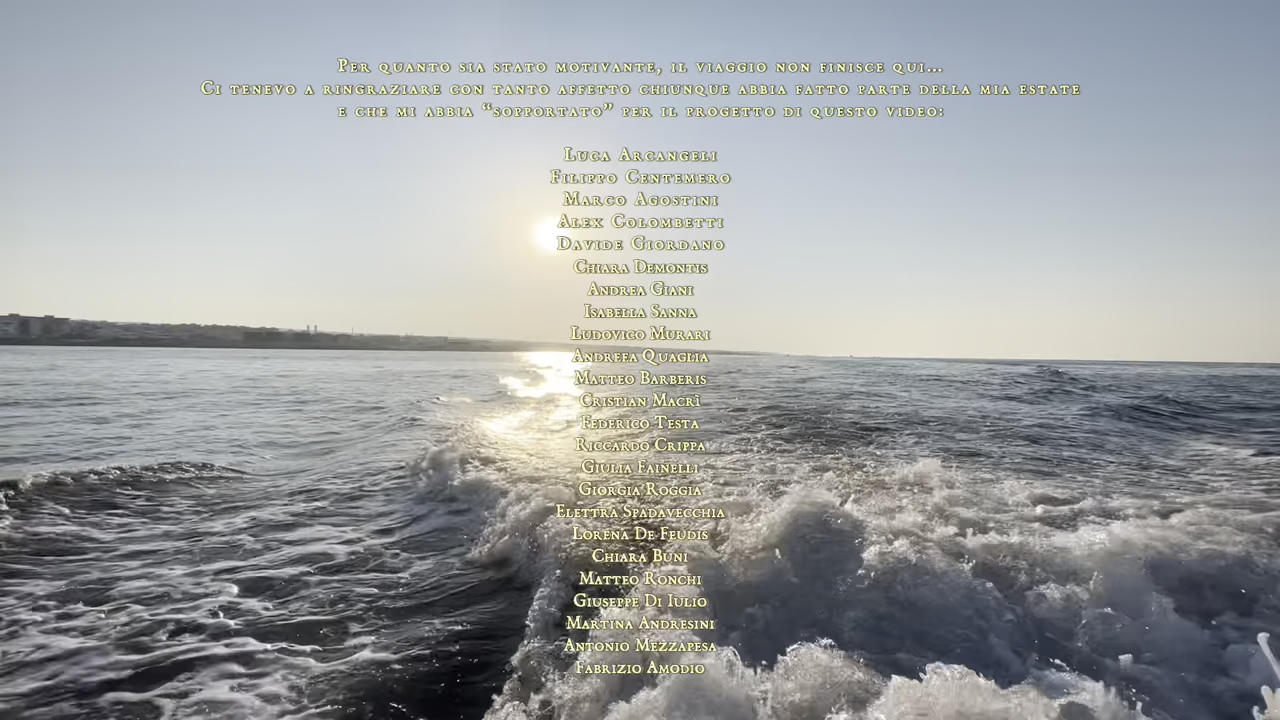 Per quanto sia stato motivante, il viaggio non finisce qui...
Ci tenevo a ringraziare con tanto affetto chiunque abbia fatto parte della mia estate
e che mi abbia “sopportato” per il progetto di questo video:
Luca Arcangeli
Filippo Centemero
Marco Agostini
Alex Colombetti
Davide Giordano
Chiara Demontis
Andrea Giani
Isabella Sanna
Ludovico Murari
Andreea Quaglia
Matteo Barberis
Cristian Macrì
Federico Testa
Riccardo Crippa
Giulia Fainelli
Giorgia Roggia
Elettra Spadavecchia
Lorena De Feudis
Chiara Buni
Matteo Ronchi
Giuseppe Di Iulio
Martina Andresini
Antonio Mezzapesa
Fabrizio Amodio